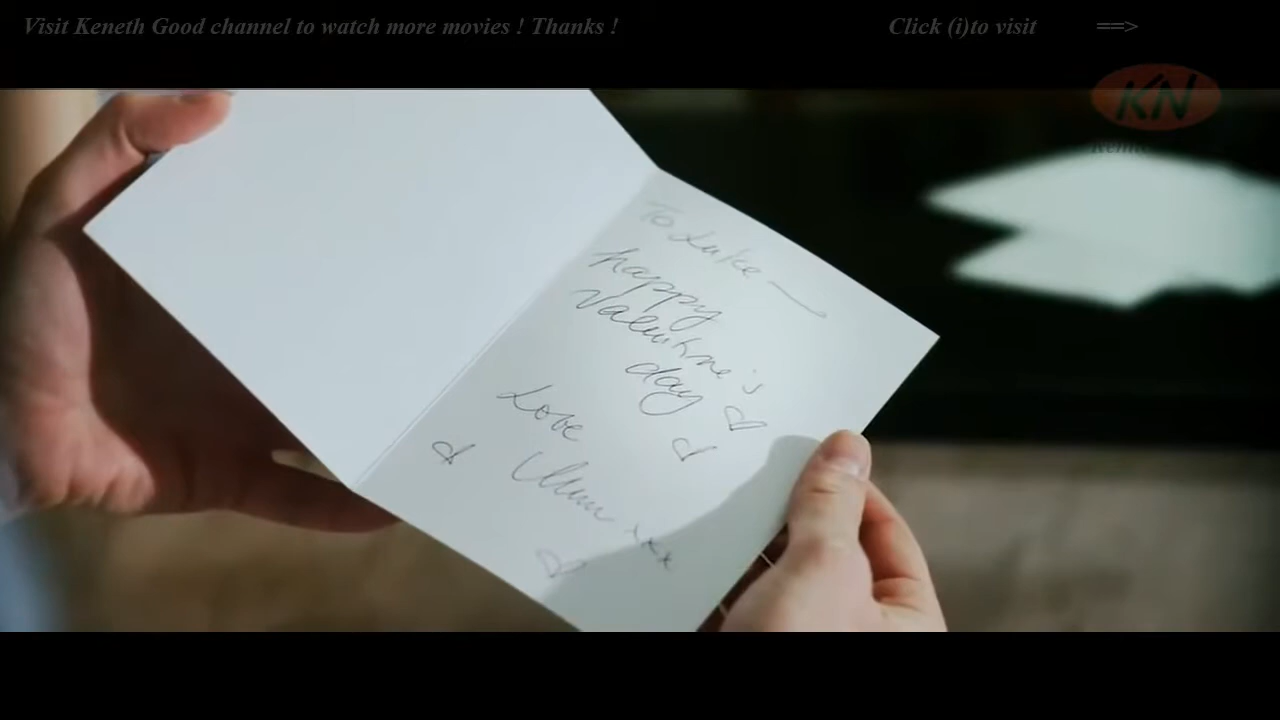 Visit Keneth Good channel to watch more movies ! Thanks !
Click (i)to visit ==>
KN
To Luke —
happy
Valentine's
day
Love
Mum xxx